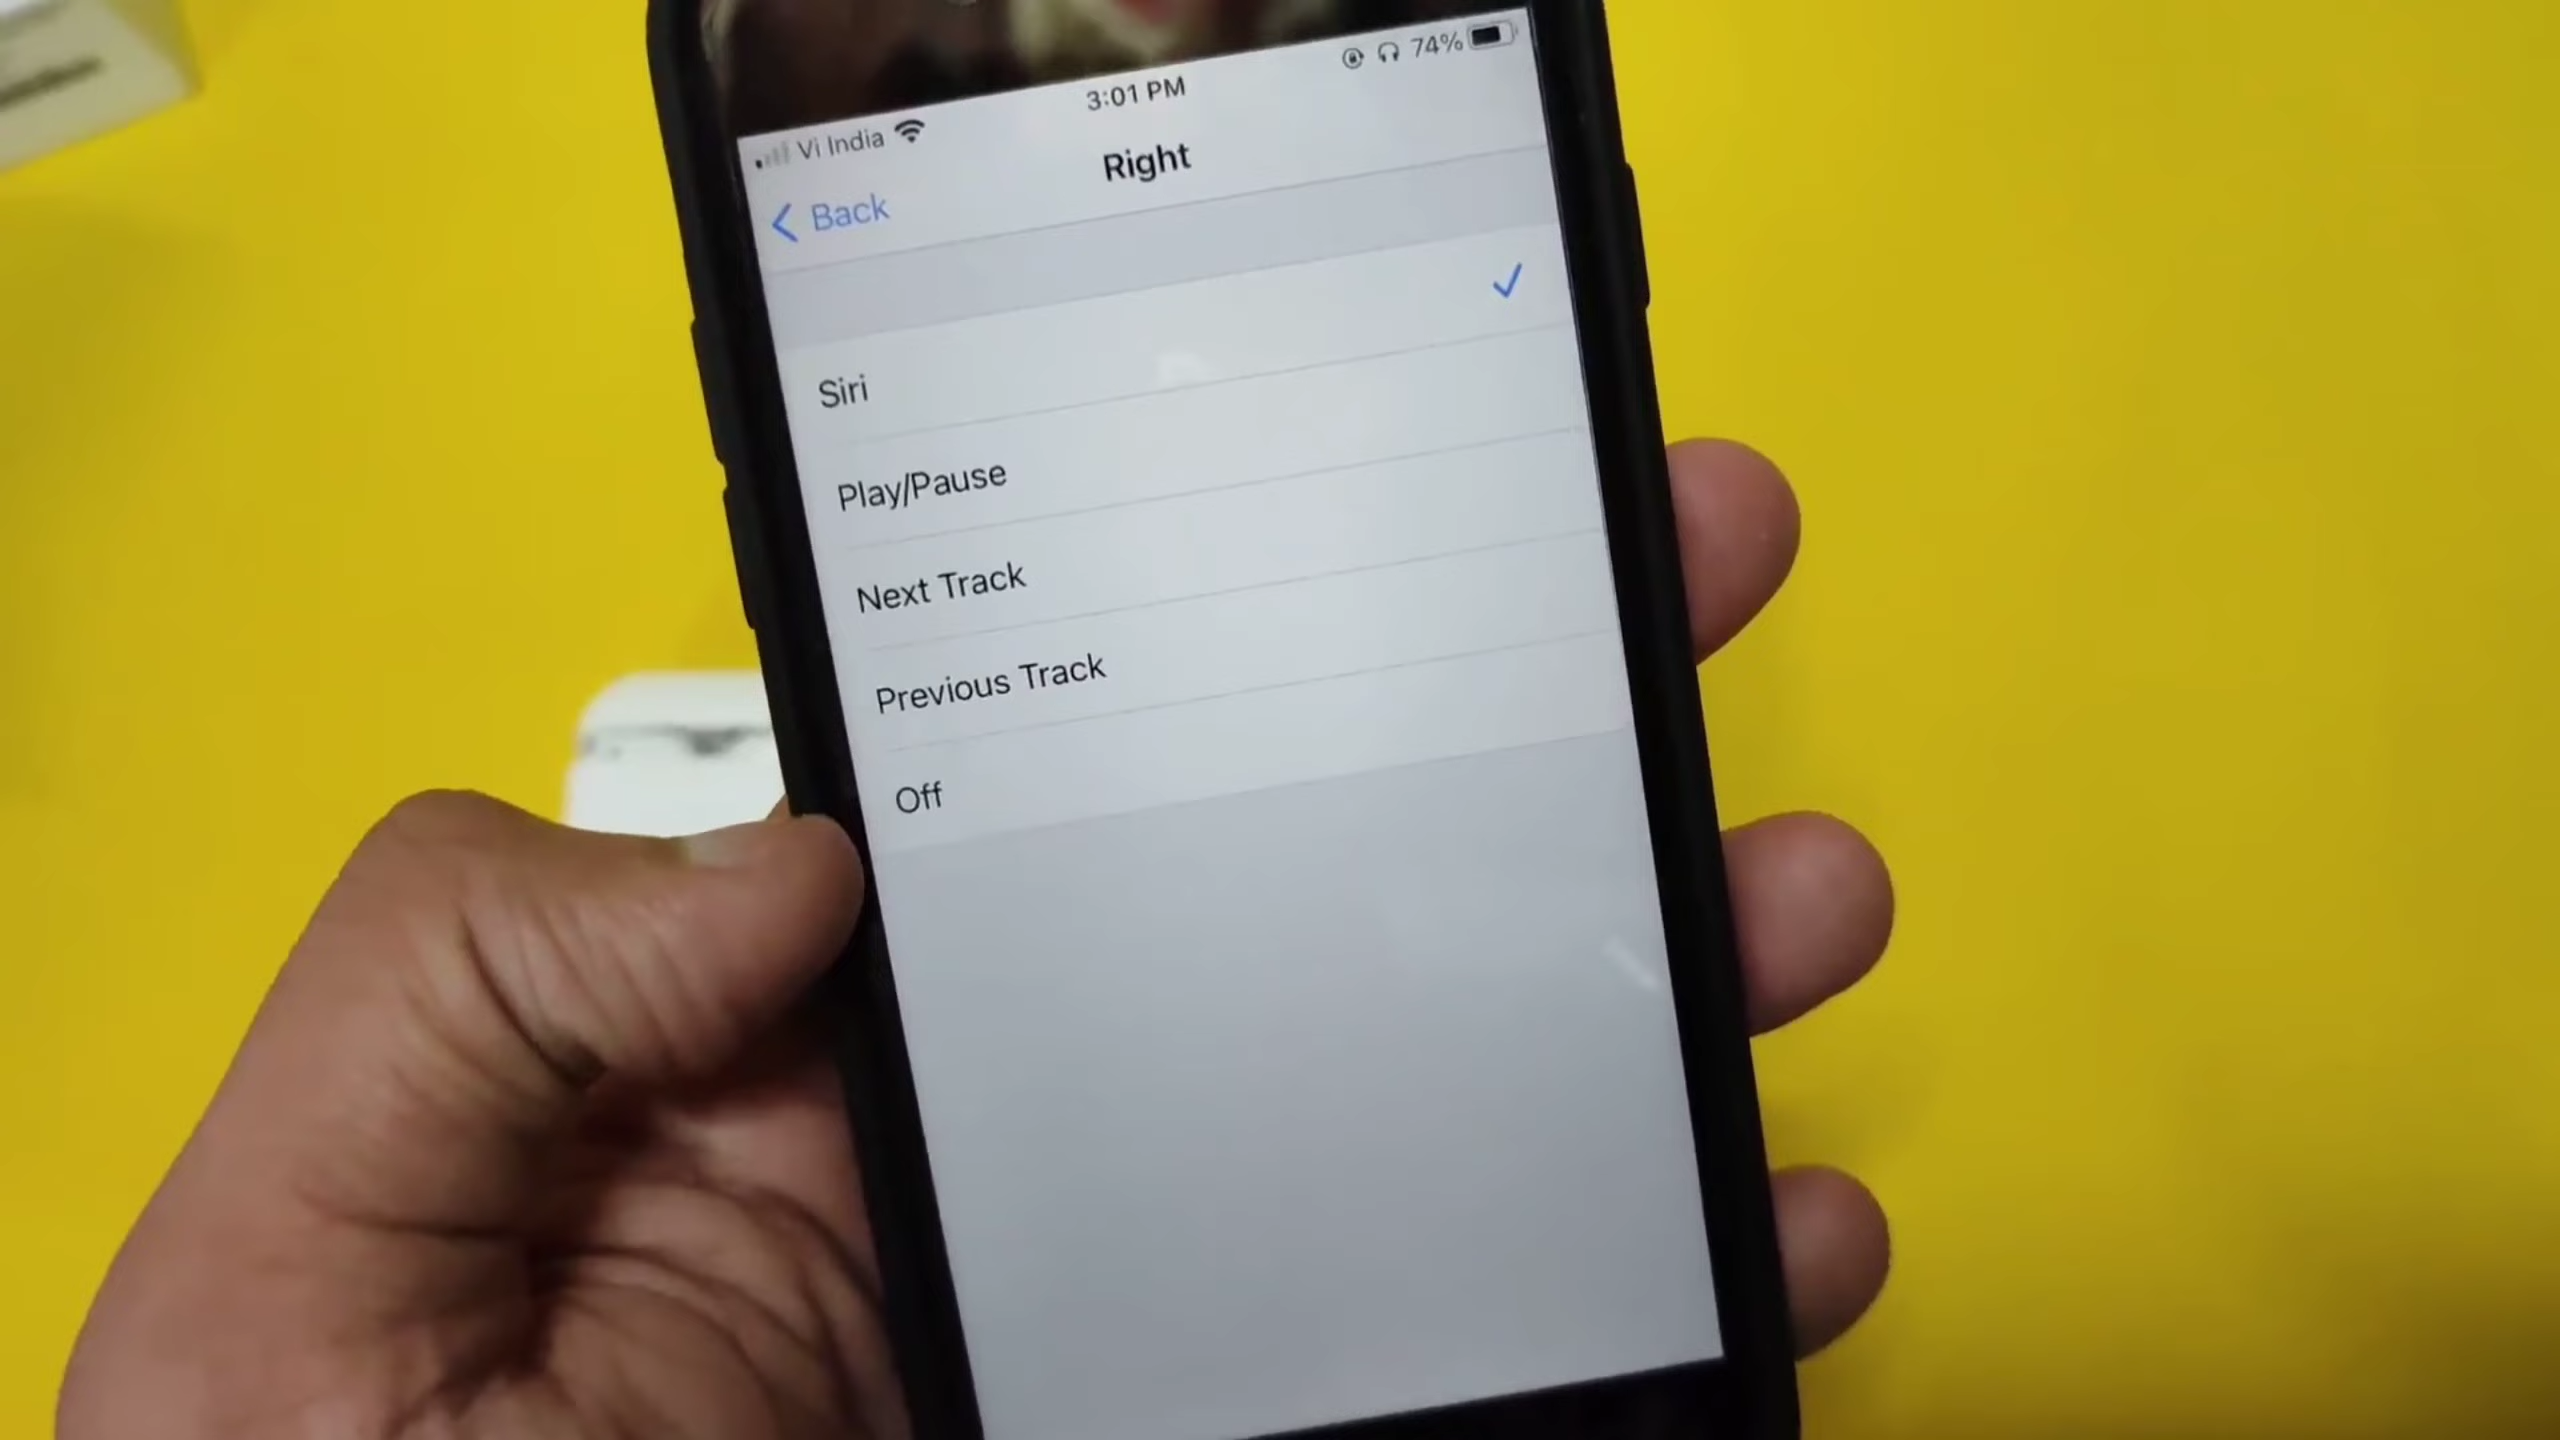 Vi India
3:01 PM
74%
Back
Right
Siri
Play/Pause
Next Track
Previous Track
Off